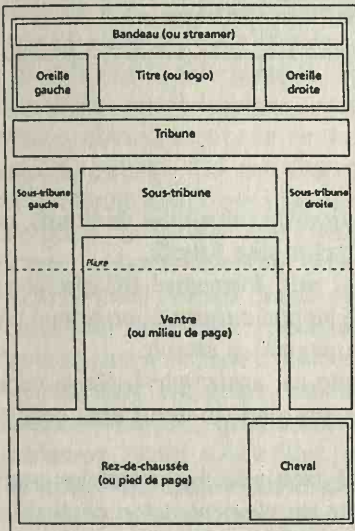 Bandeau (ou streamer)
Oreille
gauche
Titre (ou logo)
Oreille
droite
Tribune
Sous-tribune
gauche
Sous-tribune
Sous-tribune
droite
Pliure
Ventre
(ou milieu de page)
Rez-de-chaussée
(ou pied de page)
Cheval